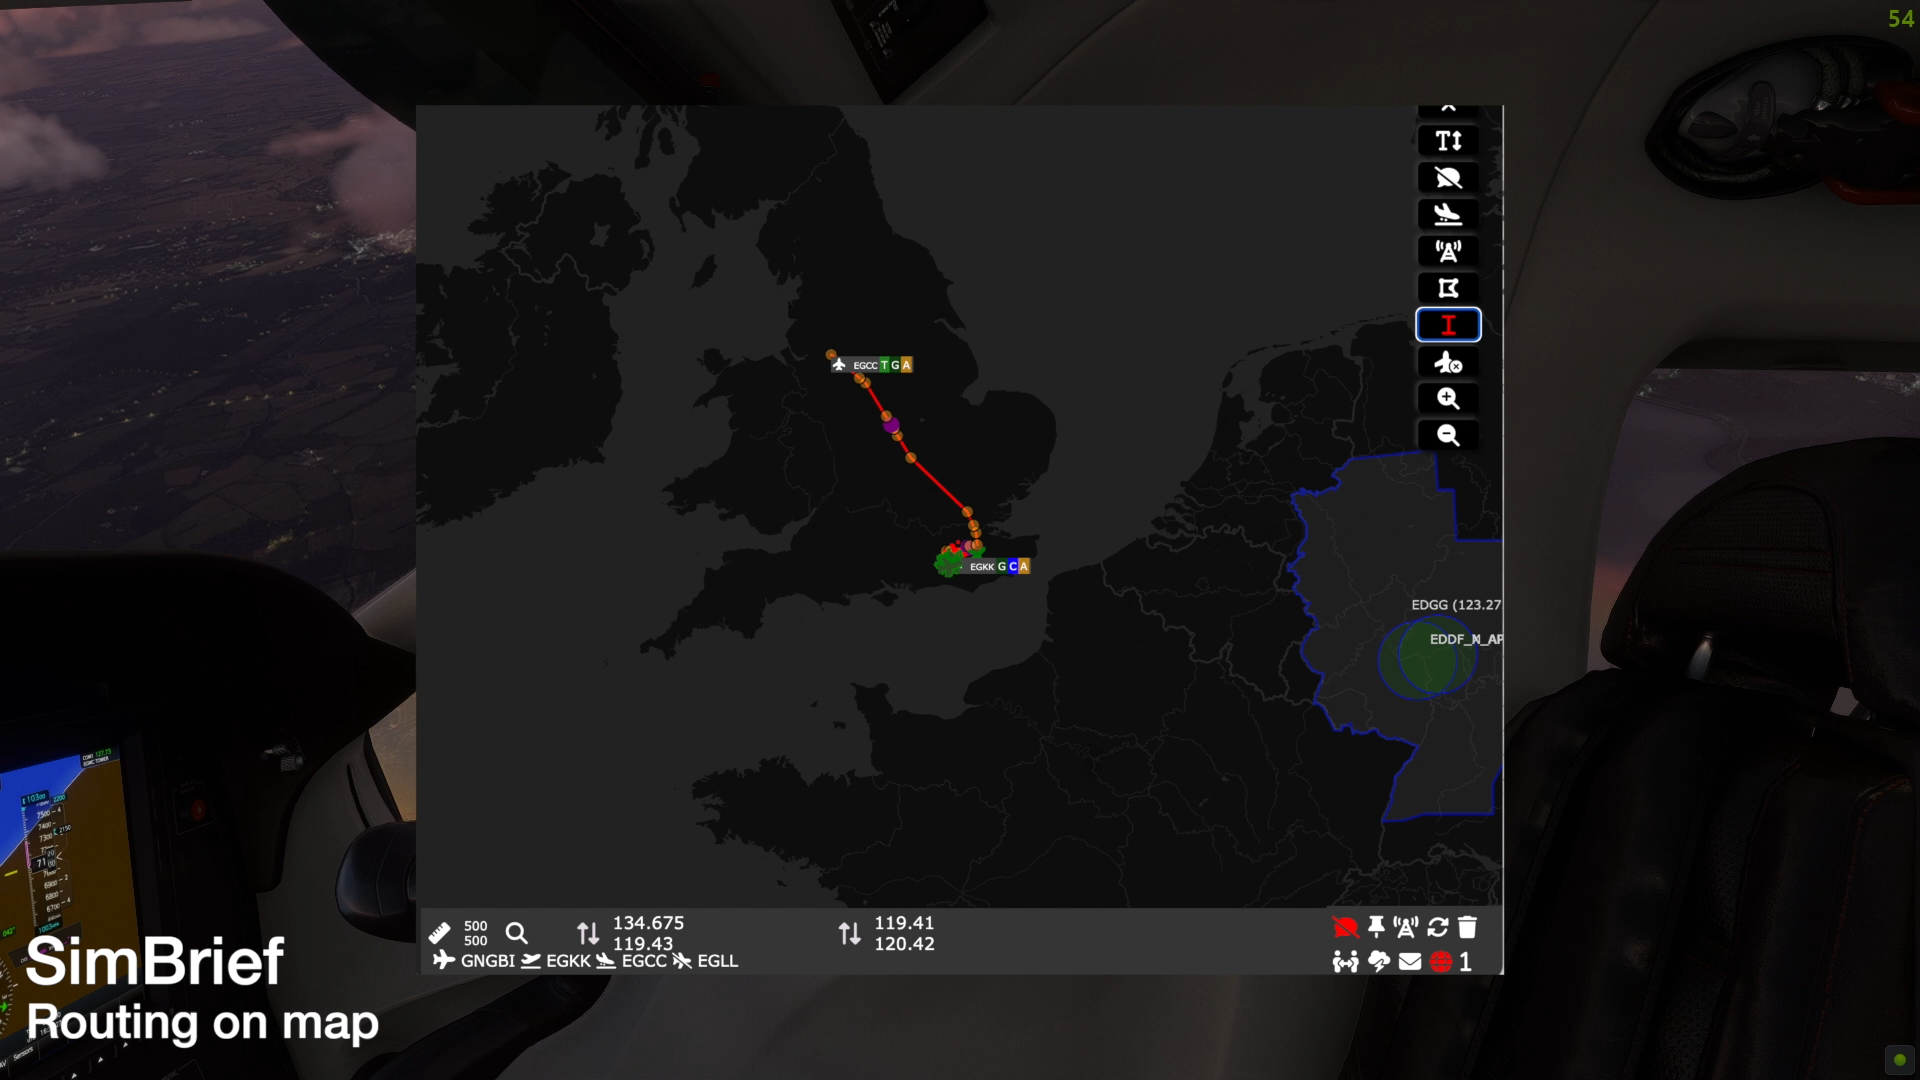 54
T
I
EGCC T G A
EGKK G C A
EDGG (123.27
EDDF_N_AP
500
500
134.675
119.43
119.41
120.42
GNGBI EGKK EGCC EGLL
1
SimBrief
Routing on map